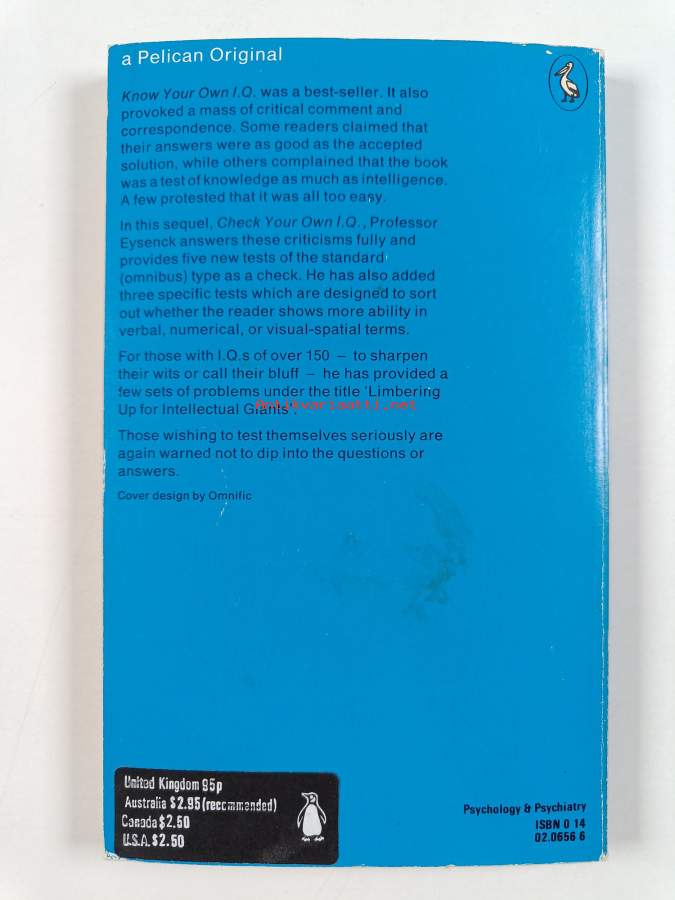 a Pelican Original
Know Your Own I.Q. was a best-seller. It also
provoked a mass of critical comment and
correspondence. Some readers claimed that
their answers were as good as the accepted
solution, while others complained that the book
was a test of knowledge as much as intelligence.
A few protested that it was all too easy.
In this sequel, Check Your Own I.Q., Professor
Eysenck answers these criticisms fully and
provides five new tests of the standard
(omnibus) type as a check. He has also added
three specific tests which are designed to sort
out whether the reader shows more ability in
verbal, numerical, or visual-spatial terms.
For those with I.Q.s of over 150 – to sharpen
their wits or call their bluff – he has provided a
few sets of problems under the title 'Limbering
Up for Intellectual Giants'.
Antikvariaatti.net
Those wishing to test themselves seriously are
again warned not to dip into the questions or
answers.
Cover design by Omnific
United Kingdom 95p
Australia $2.95 (recommended)
Canada $2.50
U.S.A. $2.50
Psychology & Psychiatry
ISBN 0 14
02.0656 6